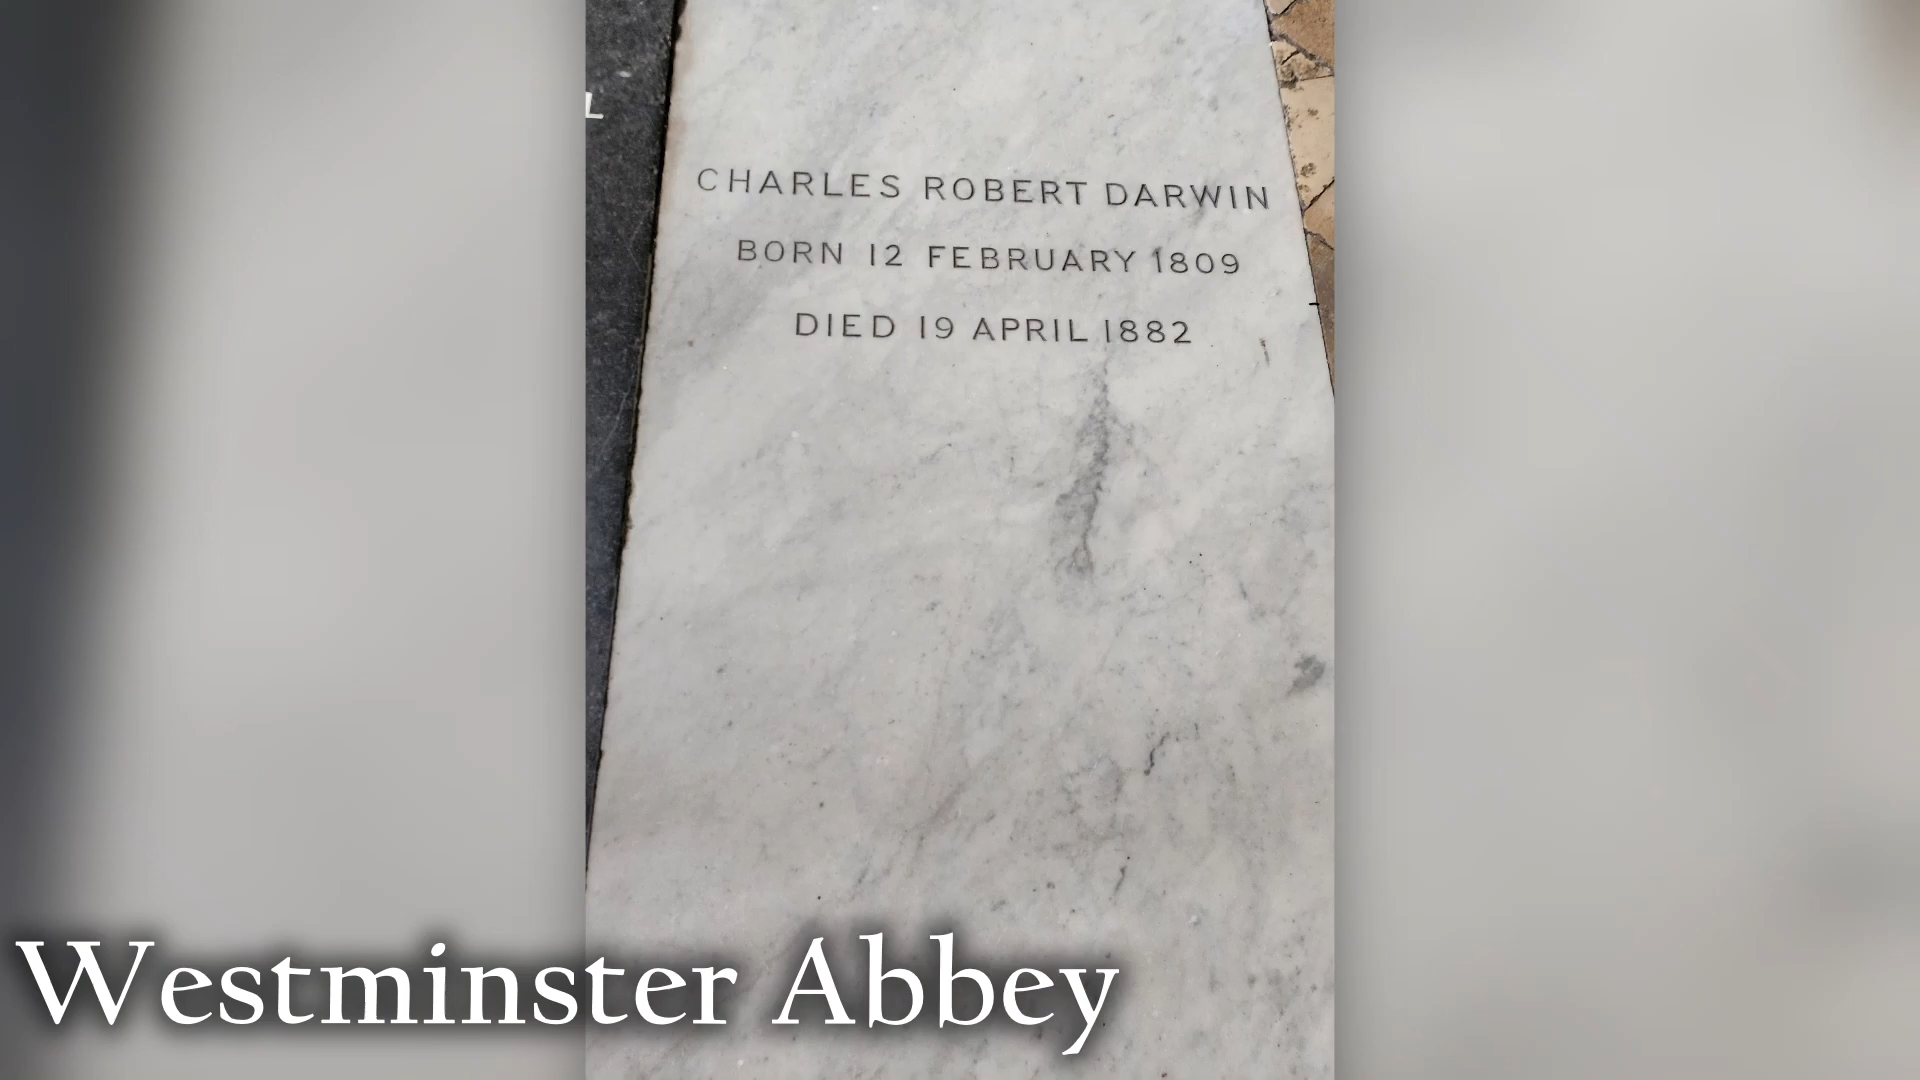 L
CHARLES ROBERT DARWIN
BORN 12 FEBRUARY 1809
DIED 19 APRIL 1882
Westminster Abbey